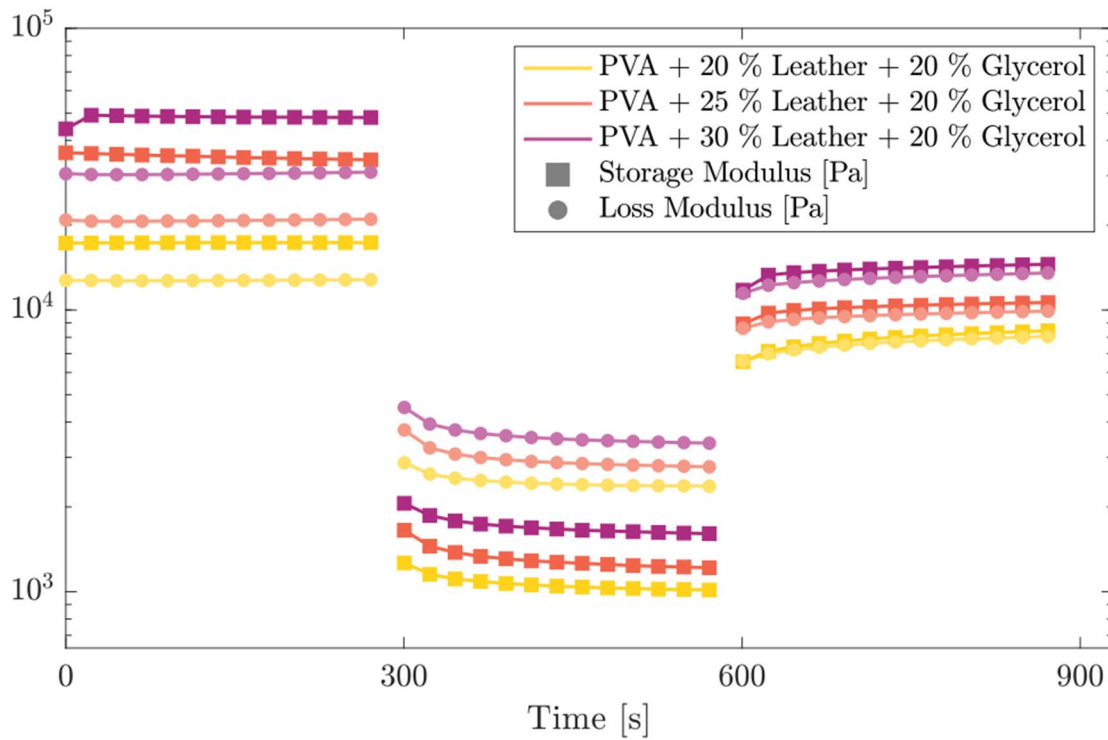 10^5
10^4
10^3
PVA + 20 % Leather + 20 % Glycerol
PVA + 25 % Leather + 20 % Glycerol
PVA + 30 % Leather + 20 % Glycerol
Storage Modulus [Pa]
Loss Modulus [Pa]
0 300 600 900
Time [s]